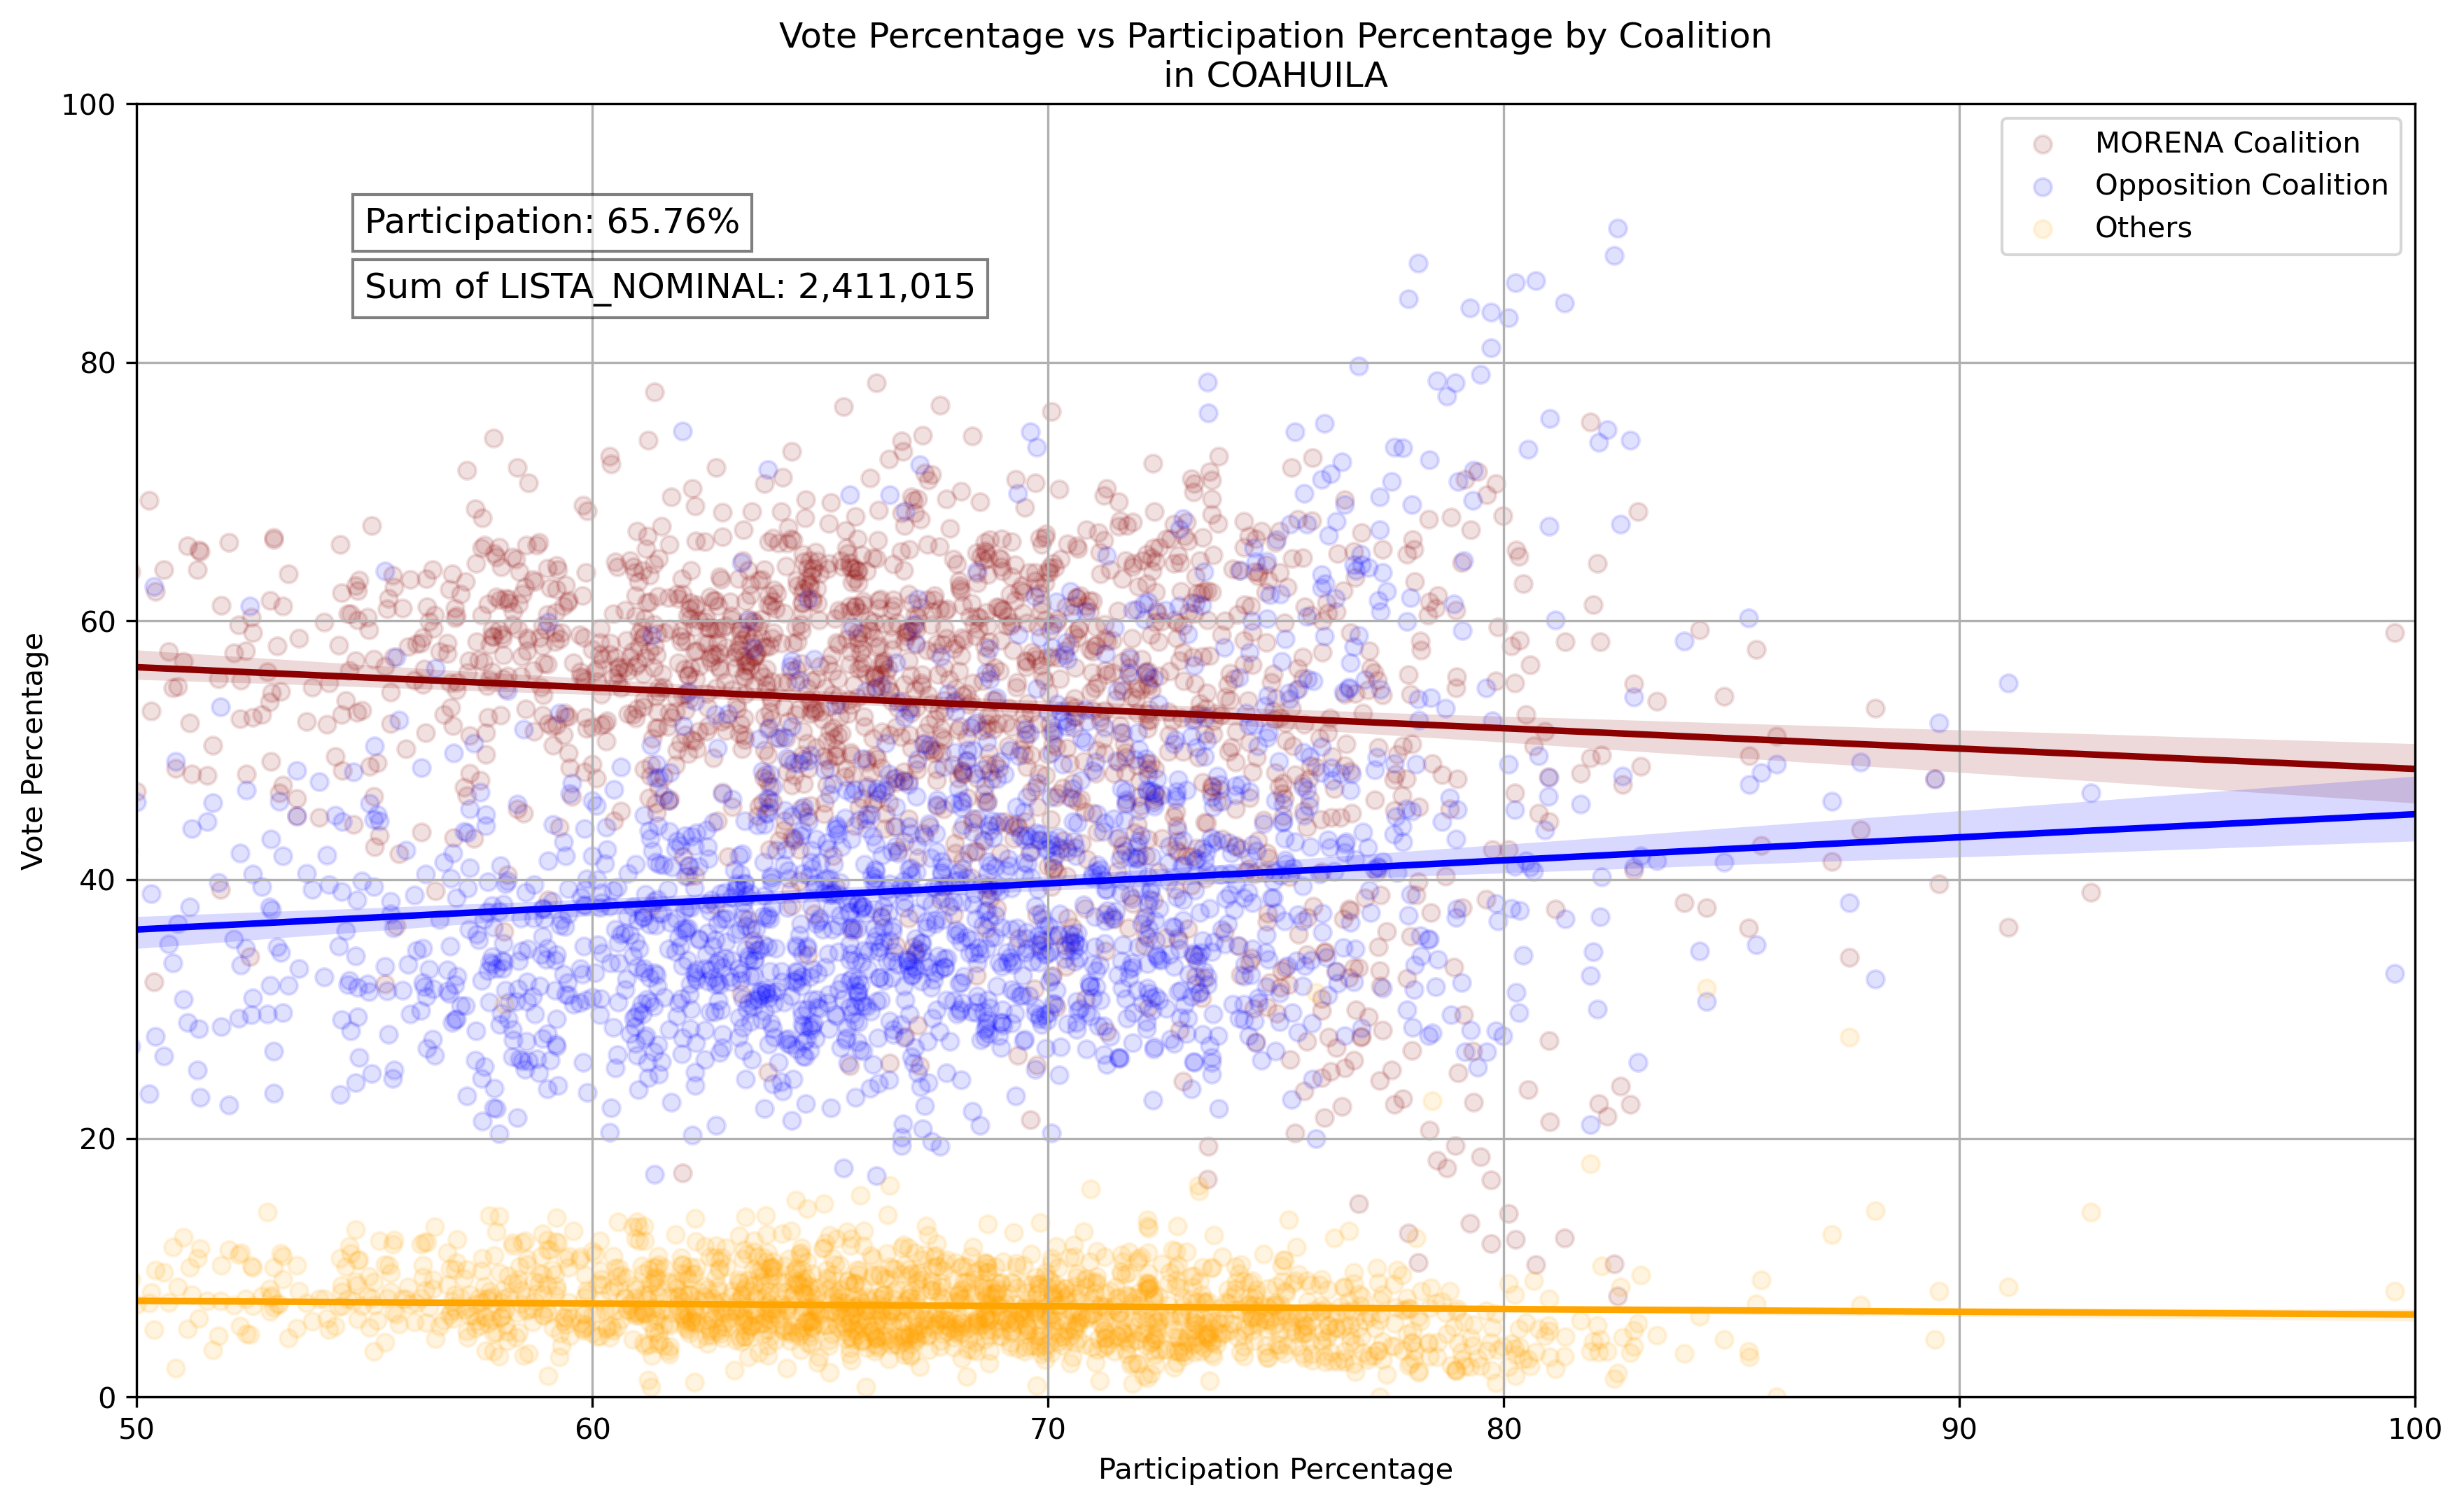 Vote Percentage vs Participation Percentage by Coalition
in COAHUILA
MORENA Coalition
Opposition Coalition
Others
Participation: 65.76%
Sum of LISTA_NOMINAL: 2,411,015
Vote Percentage
100
80
60
40
20
0
50
60
70
80
90
100
Participation Percentage